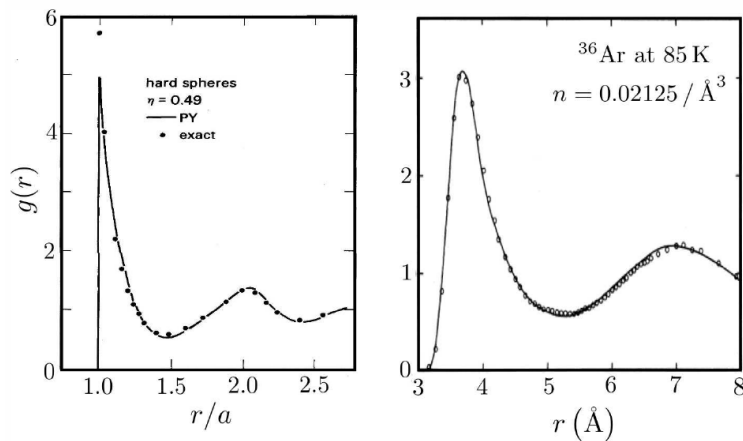 g(r)
6
4
2
0
hard spheres
η = 0.49
— PY
• exact
1.0
1.5
2.0
2.5
r/a
3
2
1
0
³⁶Ar at 85 K
n = 0.02125 / Å³
3
4
5
6
7
8
r (Å)